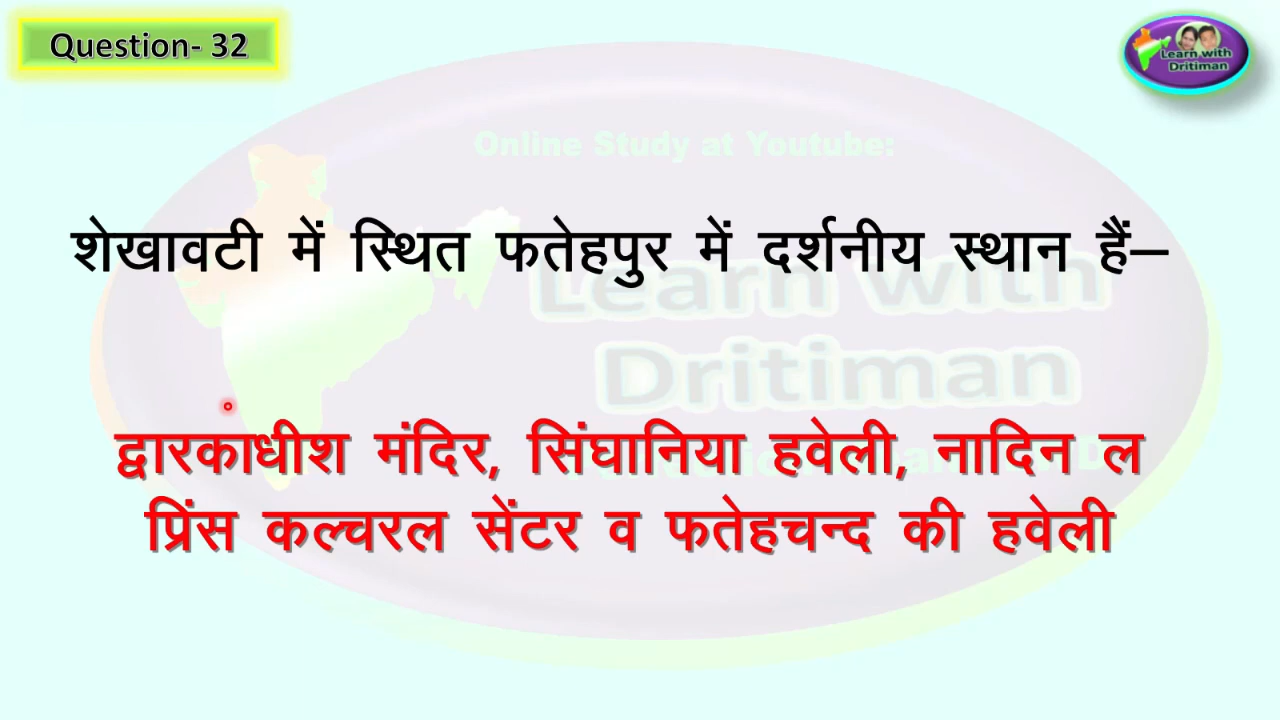 Question- 32
Learn with
Dritiman
Online Study at Youtube:
शेखावटी में स्थित फतेहपुर में दर्शनीय स्थान हैं–
Learn with
Dritiman
द्वारकाधीश मंदिर, सिंघानिया हवेली, नादिन ल
प्रिंस कल्चरल सेंटर व फतेहचन्द की हवेली